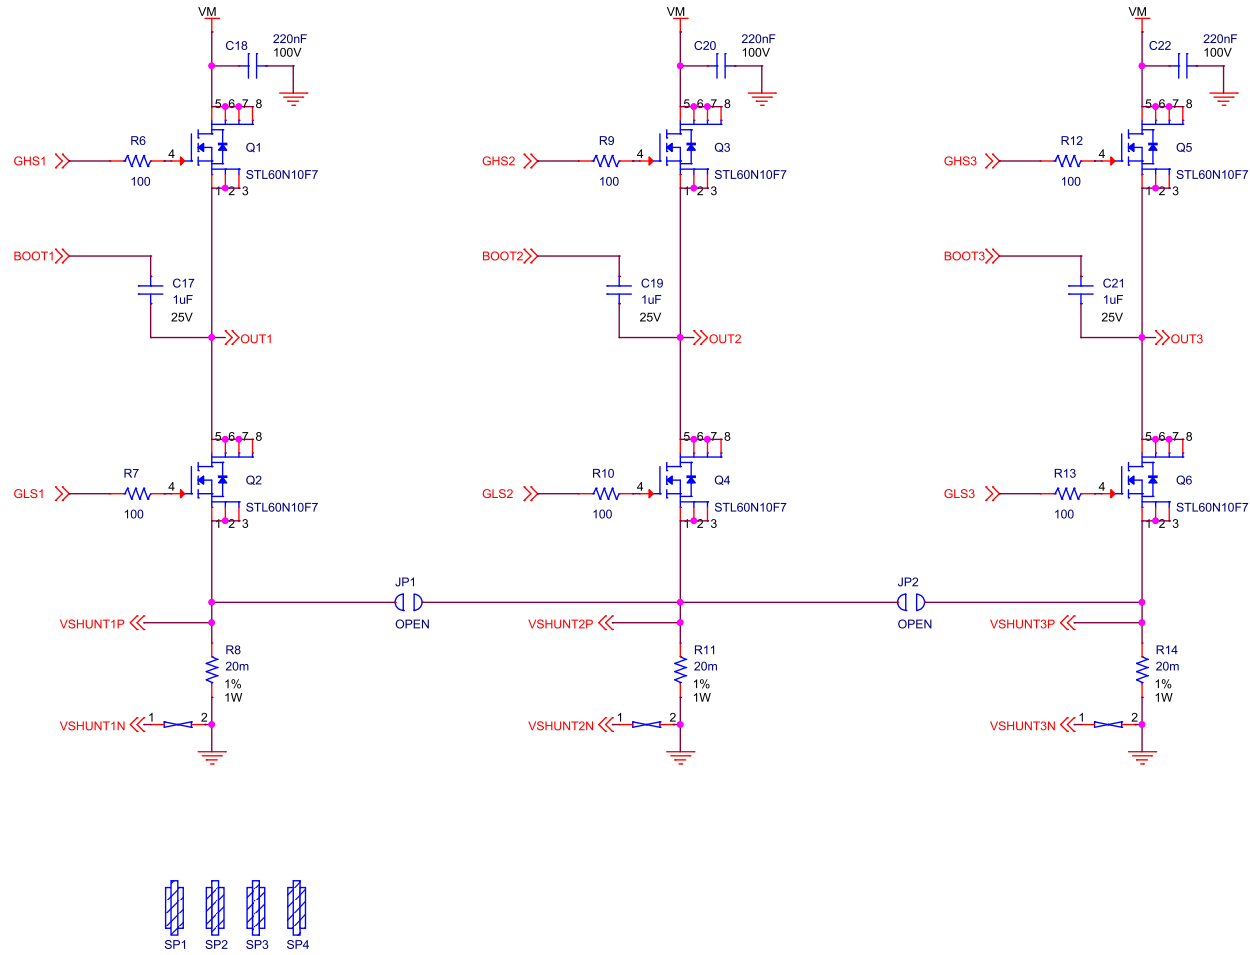 VM VM VM
C18 220nF C20 220nF C22 220nF
100V 100V 100V
5 6 7 8 5 6 7 8 5 6 7 8
R6 Q1 R9 Q3 R12 Q5
GHS1 4 GHS2 4 GHS3 4
100 STL60N10F7 100 STL60N10F7 100 STL60N10F7
1 2 3 1 2 3 1 2 3
BOOT1 BOOT2 BOOT3
C17 C19 C21
1uF 1uF 1uF
25V 25V 25V
OUT1 OUT2 OUT3
5 6 7 8 5 6 7 8 5 6 7 8
R7 Q2 R10 Q4 R13 Q6
GLS1 4 GLS2 4 GLS3 4
100 STL60N10F7 100 STL60N10F7 100 STL60N10F7
1 2 3 1 2 3 1 2 3
JP1 JP2
VSHUNT1P OPEN VSHUNT2P OPEN VSHUNT3P
R8 R11 R14
20m 20m 20m
1% 1% 1%
1W 1W 1W
VSHUNT1N 1 2 VSHUNT2N 1 2 VSHUNT3N 1 2
SP1 SP2 SP3 SP4